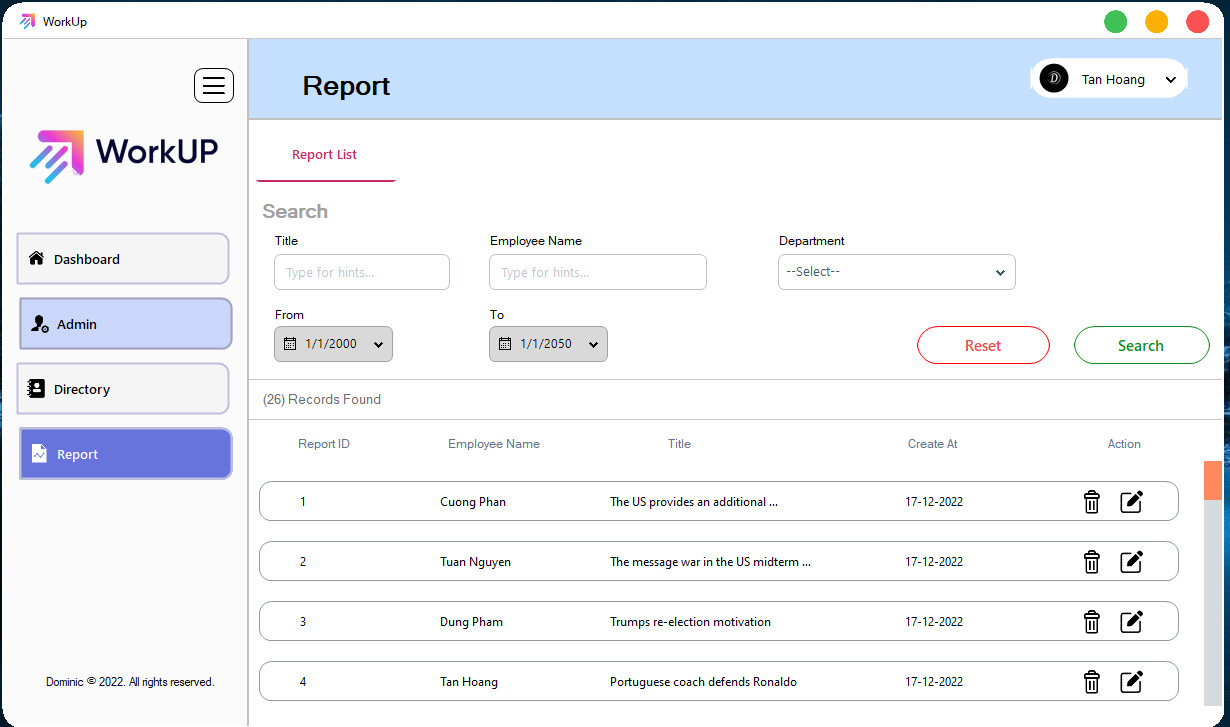 WorkUp
Report
Tan Hoang
WorkUP
Report List
Search
Title
Employee Name
Department
Type for hints...
Type for hints...
--Select--
From
To
1/1/2000
1/1/2050
Reset
Search
Dashboard
Admin
Directory
Report
(26) Records Found
Report ID
Employee Name
Title
Create At
Action
1 Cuong Phan The US provides an additional ... 17-12-2022
2 Tuan Nguyen The message war in the US midterm ... 17-12-2022
3 Dung Pham Trumps re-election motivation 17-12-2022
4 Tan Hoang Portuguese coach defends Ronaldo 17-12-2022
Dominic © 2022. All rights reserved.